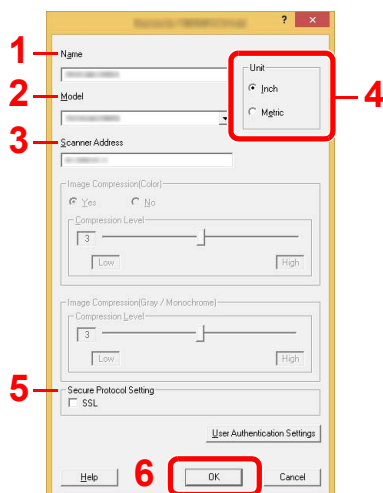 ? ×
1 Name
Unit
Inch
4
2 Model
Metric
3 Scanner Address
Image Compression(Color)
Yes No
Compression Level
3
Low High
Image Compression(Gray / Monochrome)
Compression Level
3
Low High
5 Secure Protocol Setting
SSL
User Authentication Settings
Help 6 OK Cancel